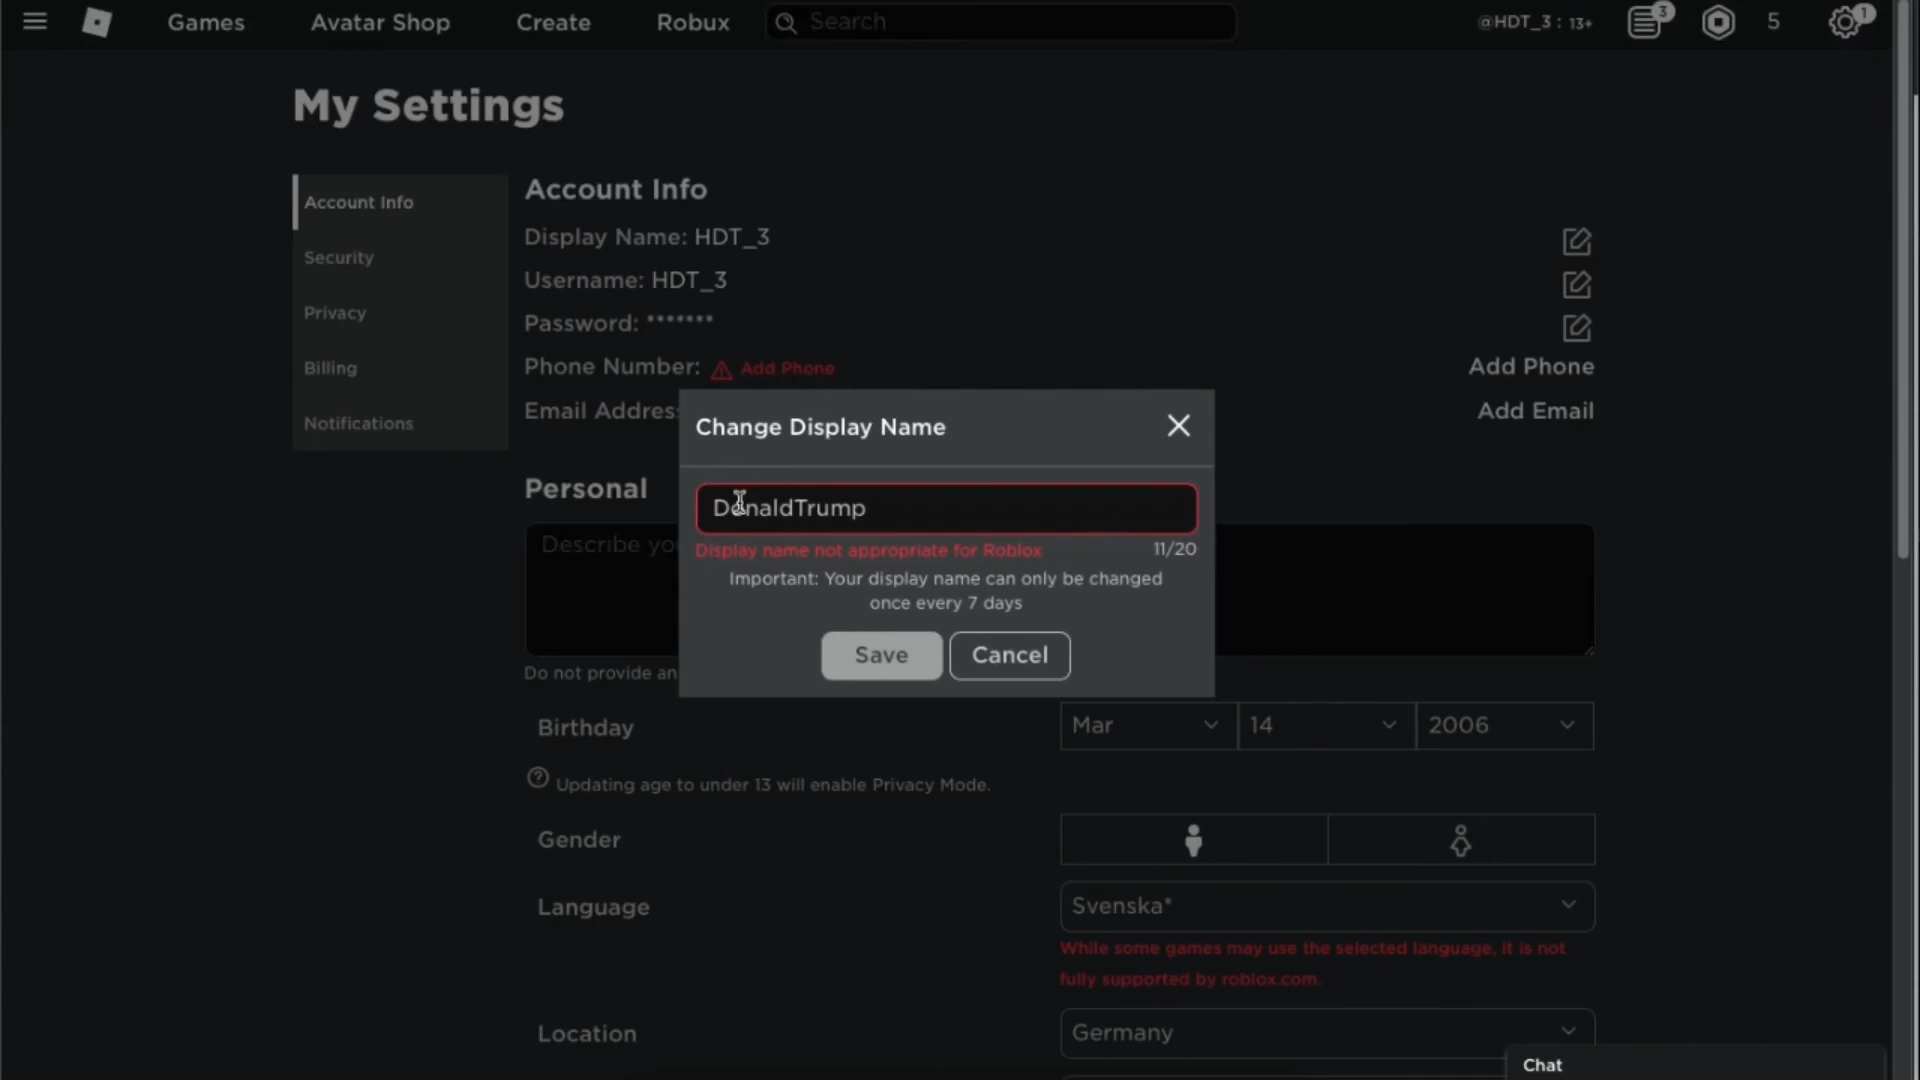 Games
Avatar Shop
Create
Robux
Search
@HDT_3 : 13+
3
5
1
My Settings
Account Info
Security
Privacy
Billing
Notifications
Account Info
Display Name: HDT_3
Username: HDT_3
Password: *******
Phone Number: Add Phone
Add Phone
Email Address
Add Email
Change Display Name
DonaldTrump
Display name not appropriate for Roblox
11/20
Important: Your display name can only be changed
once every 7 days
Save
Cancel
Personal
Describe yo
Do not provide an
Birthday
Mar
14
2006
Updating age to under 13 will enable Privacy Mode.
Gender
Language
Svenska*
While some games may use the selected language, it is not
fully supported by roblox.com.
Location
Germany
Chat